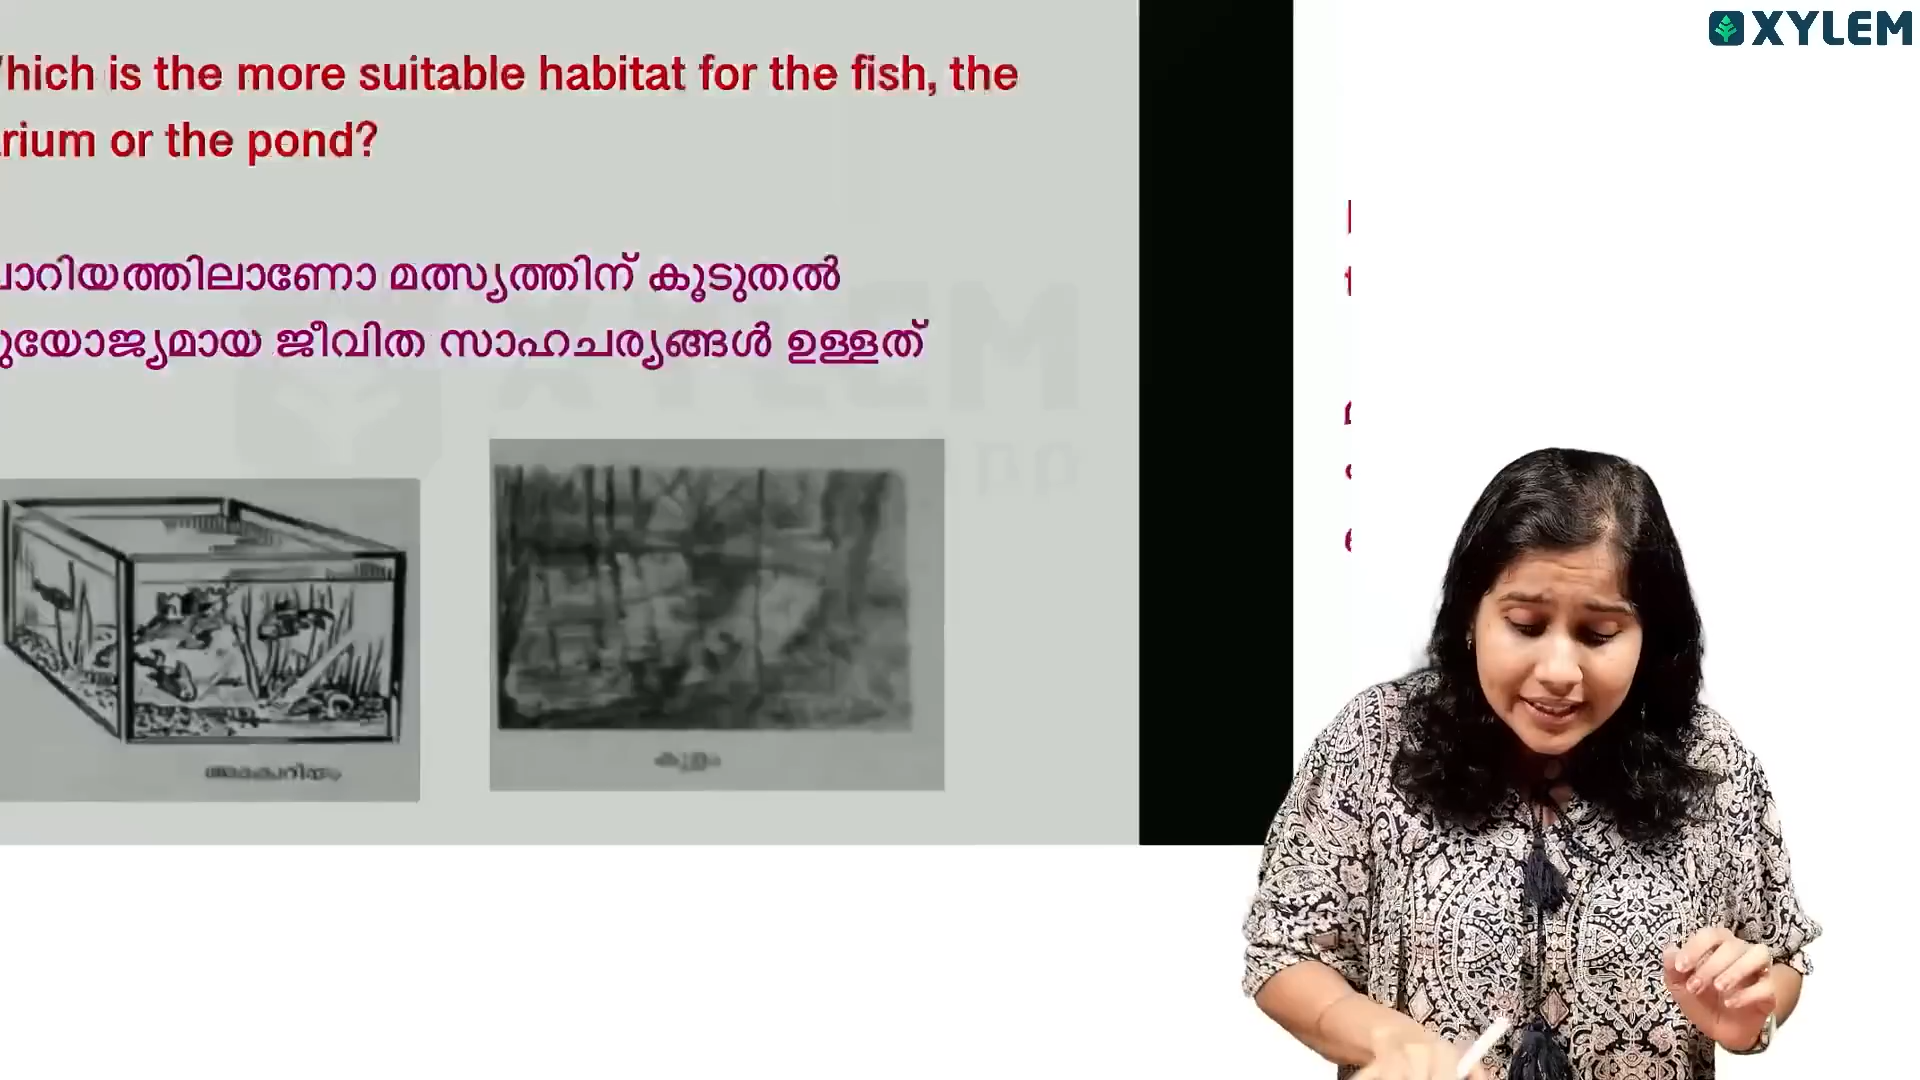 XYLEM
hich is the more suitable habitat for the fish, the
rium or the pond?
റിയത്തിലാണോ മത്സ്യത്തിന് കൂടുതൽ
യോജ്യമായ ജീവിത സാഹചര്യങ്ങൾ ഉള്ളത്
XYLEM
കുളം